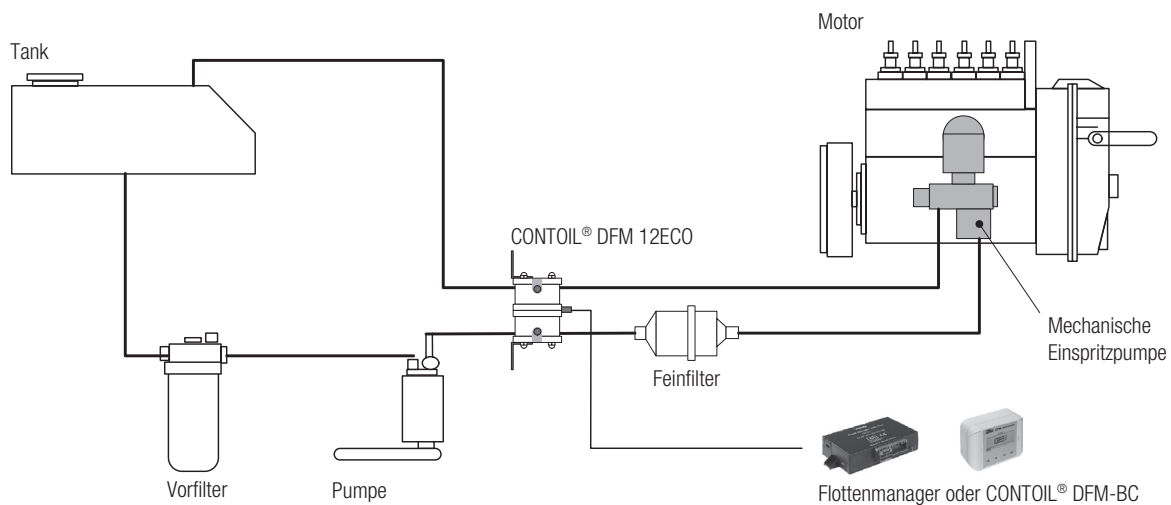 Motor
Tank
CONTOIL® DFM 12ECO
Mechanische
Einspritzpumpe
Feinfilter
Vorfilter
Pumpe
Flottenmanager oder CONTOIL® DFM-BC